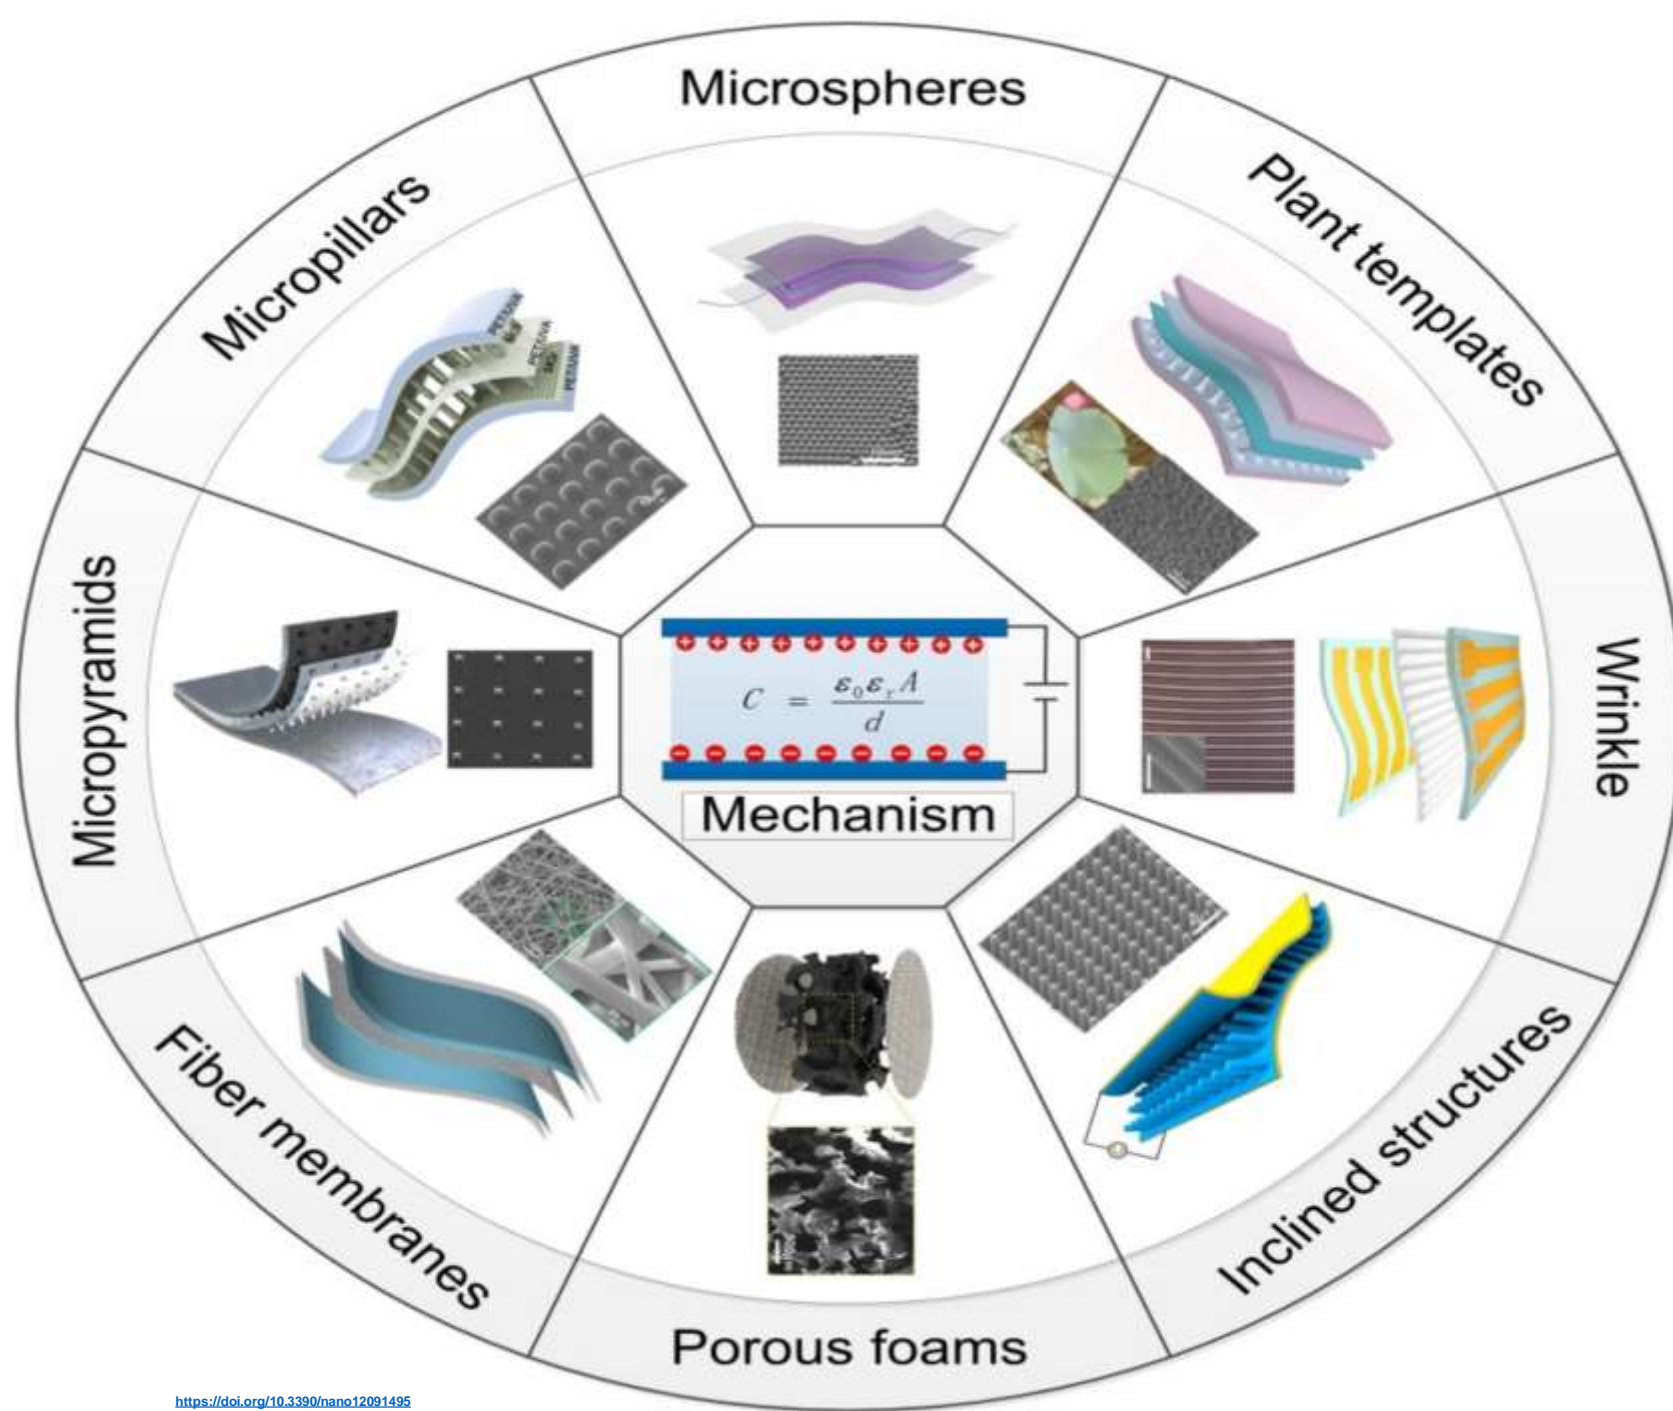 Microspheres
Plant templates
Micropillars
Wrinkle
Micropyramids
C = ε₀εᵣA / d
Mechanism
Inclined structures
Fiber membranes
Porous foams
https://doi.org/10.3390/nano12091495